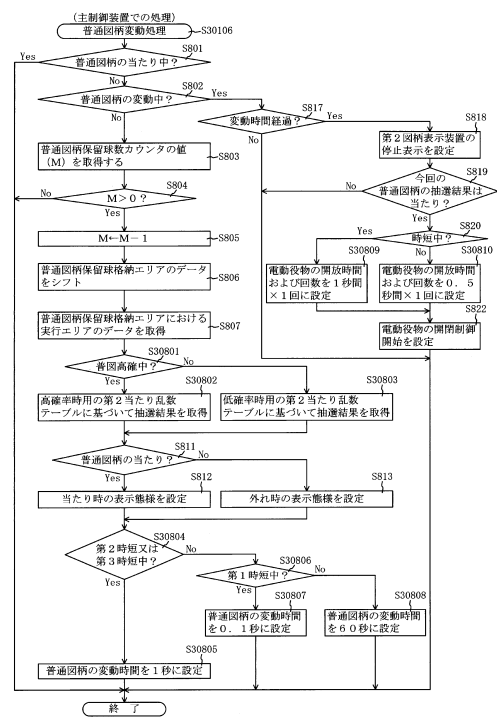 (主制御装置での処理)
普通図柄変動処理
S30106
S801
普通図柄の当たり中？
Yes
No
S802
普通図柄の変動中？
Yes
No
S817
変動時間経過？
Yes
No
S818
第２図柄表示装置の
停止表示を設定
S819
今回の
普通図柄の抽選結果は
当たり？
No
Yes
S820
時短中？
Yes
No
S30809
電動役物の開放時間
および回数を１秒間
×１回に設定
S30810
電動役物の開放時間
および回数を０．５
秒間×１回に設定
S822
電動役物の開閉制御
開始を設定
普通図柄保留球数カウンタの値
（Ｍ）を取得する
S803
S804
Ｍ＞０？
No
Yes
Ｍ←Ｍ－１
S805
普通図柄保留球格納エリアのデータ
をシフト
S806
普通図柄保留球格納エリアにおける
実行エリアのデータを取得
S807
S30801
普図高確中？
No
Yes
S30802
高確率時用の第２当たり乱数
テーブルに基づいて抽選結果を取得
S30803
低確率時用の第２当たり乱数
テーブルに基づいて抽選結果を取得
S811
普通図柄の当たり？
No
Yes
S812
当たり時の表示態様を設定
S813
外れ時の表示態様を設定
S30804
第２時短又は
第３時短中？
No
Yes
S30806
第１時短中？
No
Yes
S30807
普通図柄の変動時間
を０．１秒に設定
S30808
普通図柄の変動時間
を６０秒に設定
S30805
普通図柄の変動時間を１秒に設定
終 了